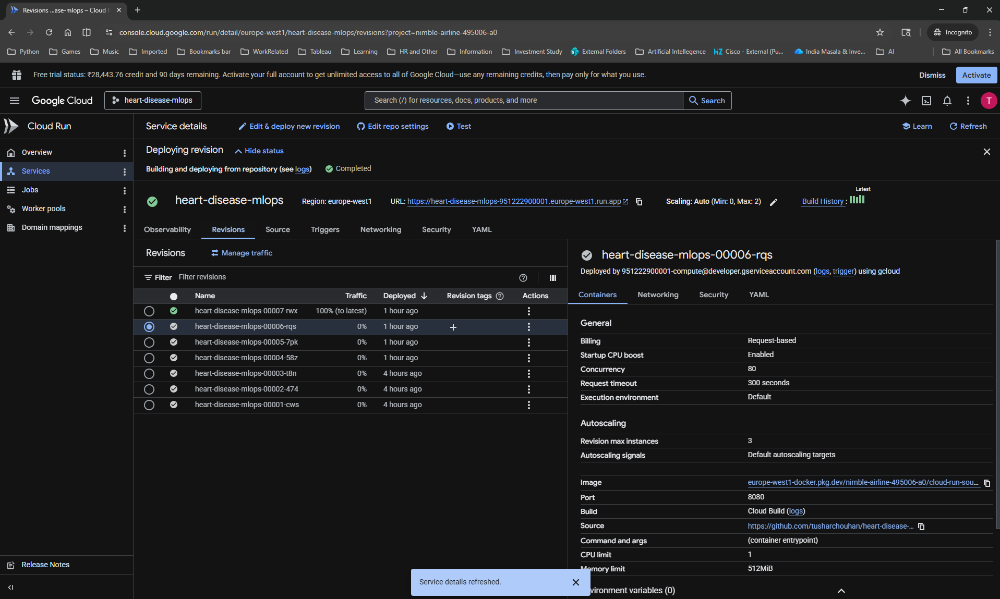 Revisions ...ase-mlops – Cloud
console.cloud.google.com/run/detail/europe-west1/heart-disease-mlops/revisions?project=nimble-airline-495006-a0
Incognito
Python Games Music Imported Bookmarks bar WorkRelated Tableau Learning HR and Other Information Investment Study External Folders Artificial Intellegence HZ Cisco - External (Pu... India Masala & Inve... AI All Bookmarks
Free trial status: ₹28,443.76 credit and 90 days remaining. Activate your full account to get unlimited access to all of Google Cloud—use any remaining credits, then pay only for what you use.
Dismiss Activate
Google Cloud heart-disease-mlops Search (/) for resources, docs, products, and more Search T
Cloud Run
Overview
Services
Jobs
Worker pools
Domain mappings
Release Notes
Service details Edit & deploy new revision Edit repo settings Test Learn Refresh
Deploying revision Hide status
Building and deploying from repository (see logs) Completed
Latest
heart-disease-mlops Region: europe-west1 URL: https://heart-disease-mlops-951222900001.europe-west1.run.app Scaling: Auto (Min: 0, Max: 2) Build History :
Observability Revisions Source Triggers Networking Security YAML
Revisions Manage traffic
Filter Filter revisions
Name Traffic Deployed Revision tags Actions
heart-disease-mlops-00007-rwx 100% (to latest) 1 hour ago
heart-disease-mlops-00006-rqs 0% 1 hour ago
heart-disease-mlops-00005-7pk 0% 1 hour ago
heart-disease-mlops-00004-58z 0% 1 hour ago
heart-disease-mlops-00003-t8n 0% 4 hours ago
heart-disease-mlops-00002-474 0% 4 hours ago
heart-disease-mlops-00001-cws 0% 4 hours ago
heart-disease-mlops-00006-rqs
Deployed by 951222900001-compute@developer.gserviceaccount.com (logs, trigger) using gcloud
Containers Networking Security YAML
General
Billing Request-based
Startup CPU boost Enabled
Concurrency 80
Request timeout 300 seconds
Execution environment Default
Autoscaling
Revision max instances 3
Autoscaling signals Default autoscaling targets
Image europe-west1-docker.pkg.dev/nimble-airline-495006-a0/cloud-run-sou...
Port 8080
Build Cloud Build (logs)
Source https://github.com/tusharchouhan/heart-disease-...
Command and args (container entrypoint)
CPU limit 1
Memory limit 512MiB
vironment variables (0)
Service details refreshed.